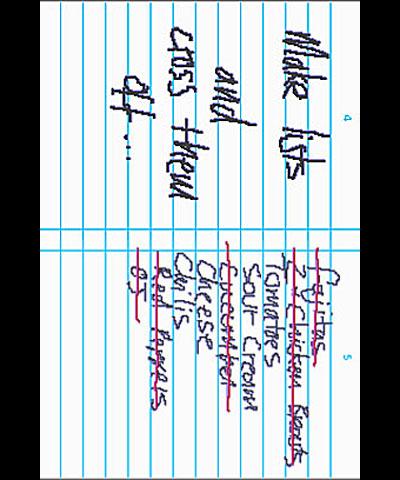 4
Make lists
and
cross them
off...
5
fajitas
2 - Chicken Breasts
Tomatoes
Sour Cream
Cucumber
Cheese
Chilis
Red Peppers
OJ